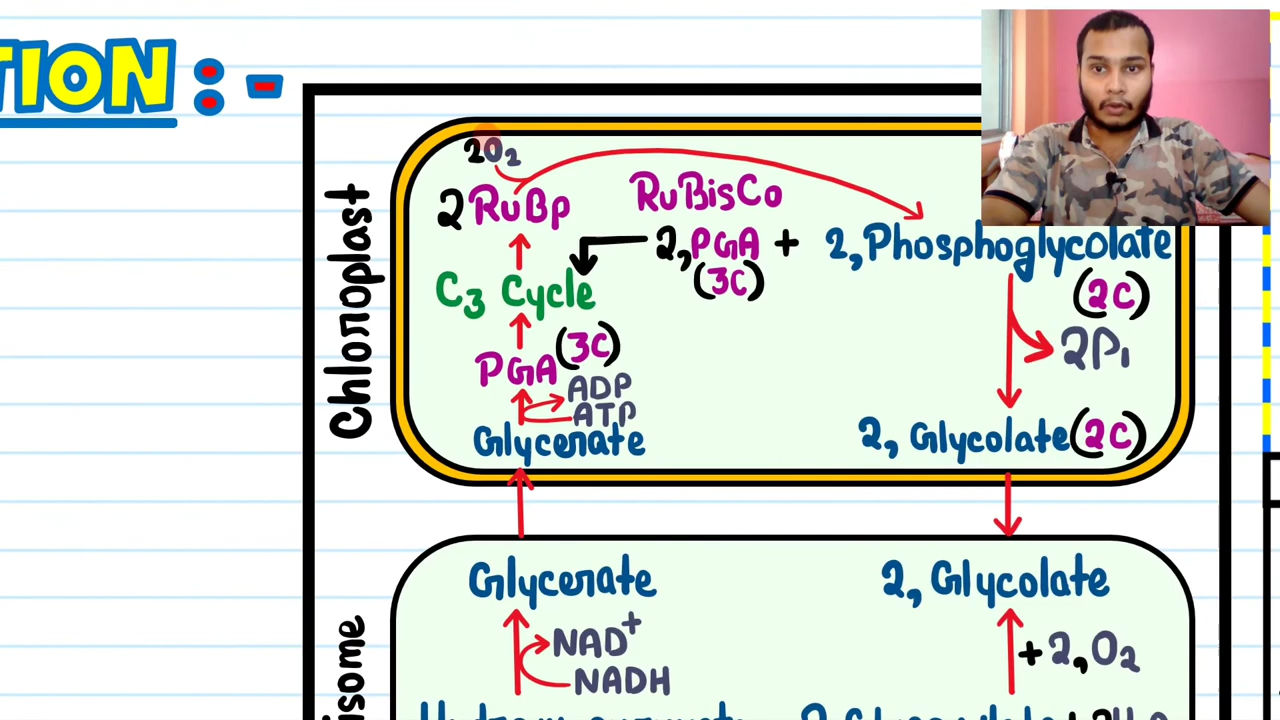 TION :-
Chloroplast
2O₂
2 RuBp
RuBisCo
2, PGA + 2, Phosphoglycolate
(3C)
(2C)
C₃ Cycle
2Pi
PGA (3C)
ADP
ATP
Glycerate
2, Glycolate (2C)
Glycerate
2, Glycolate
NAD⁺
NADH
+2,O₂
isome